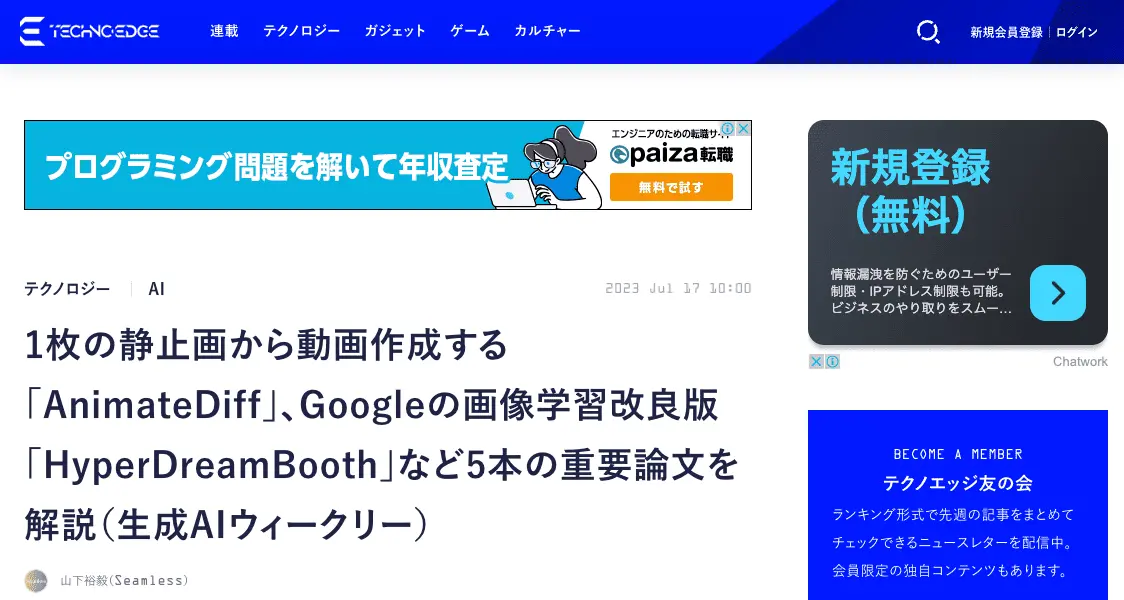 TECHNO-EDGE
連載 テクノロジー ガジェット ゲーム カルチャー
新規会員登録 ログイン
プログラミング問題を解いて年収査定
エンジニアのための転職サ
paiza転職
無料で試す
テクノロジー AI
2023 Jul 17 10:00
1枚の静止画から動画作成する
「AnimateDiff」、Googleの画像学習改良版
「HyperDreamBooth」など5本の重要論文を
解説（生成AIウィークリー）
山下裕毅(Seamless)
新規登録
（無料）
情報漏洩を防ぐためのユーザー
制限・IPアドレス制限も可能。
ビジネスのやり取りをスムー…
Chatwork
BECOME A MEMBER
テクノエッジ友の会
ランキング形式で先週の記事をまとめて
チェックできるニュースレターを配信中。
会員限定の独自コンテンツもあります。